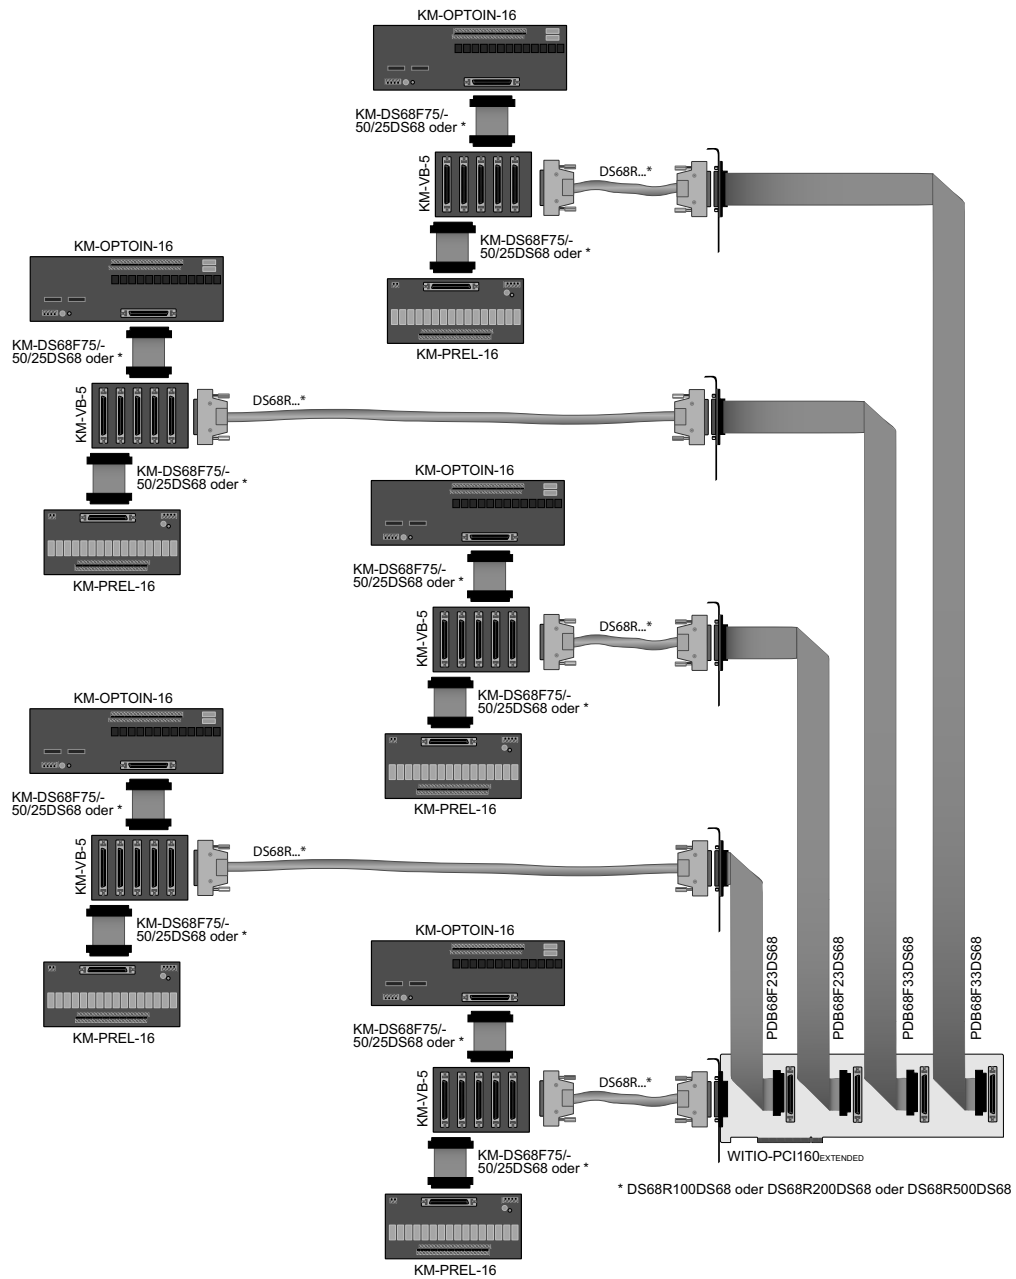 KM-OPTOIN-16
KM-DS68F75/-
50/25DS68 oder *
KM-VB-5
DS68R...*
KM-DS68F75/-
50/25DS68 oder *
KM-PREL-16
KM-OPTOIN-16
KM-DS68F75/-
50/25DS68 oder *
KM-VB-5
DS68R...*
KM-DS68F75/-
50/25DS68 oder *
KM-PREL-16
KM-OPTOIN-16
KM-DS68F75/-
50/25DS68 oder *
KM-VB-5
DS68R...*
KM-DS68F75/-
50/25DS68 oder *
KM-PREL-16
KM-OPTOIN-16
KM-DS68F75/-
50/25DS68 oder *
KM-VB-5
DS68R...*
KM-DS68F75/-
50/25DS68 oder *
KM-PREL-16
KM-OPTOIN-16
KM-DS68F75/-
50/25DS68 oder *
KM-VB-5
DS68R...*
KM-DS68F75/-
50/25DS68 oder *
KM-PREL-16
PDB68F23DS68
PDB68F23DS68
PDB68F33DS68
PDB68F33DS68
WITIO-PCI160EXTENDED
* DS68R100DS68 oder DS68R200DS68 oder DS68R500DS68